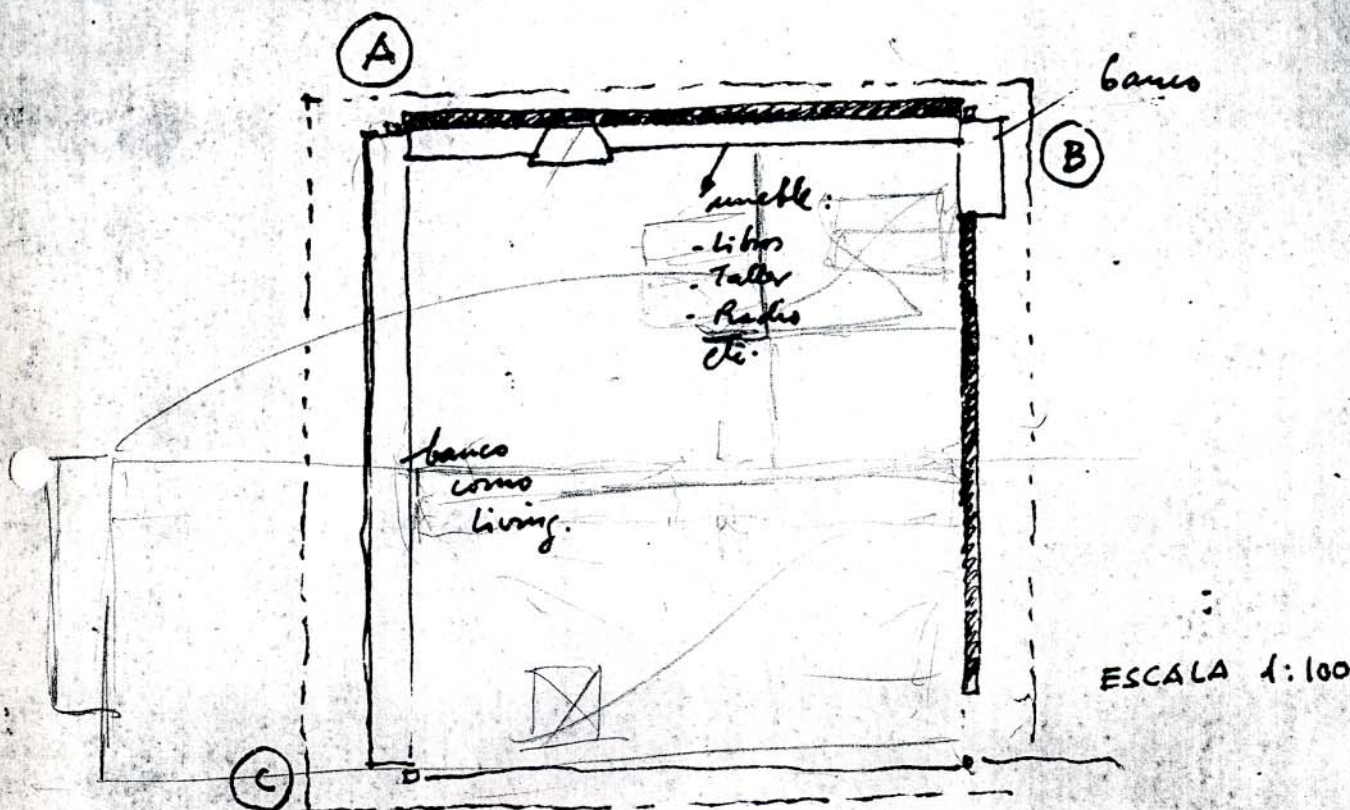 A
banco
B
mueble:
- Libros
- Taller
- Radio
etc.
banco
como
living.
ESCALA 1:100
C